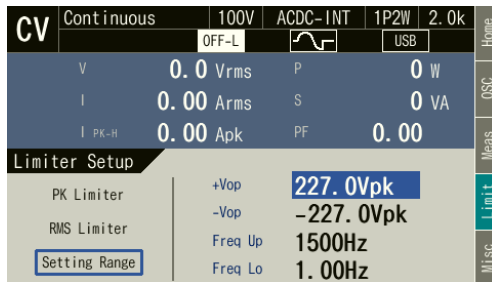 CV Continuous 100V ACDC-INT 1P2W 2.0k
OFF-L USB
V 0.0 Vrms P 0 W
I 0.00 Arms S 0 VA
I PK-H 0.00 Apk PF 0.00
Limiter Setup
PK Limiter
RMS Limiter
Setting Range
+Vop 227.0Vpk
-Vop -227.0Vpk
Freq Up 1500Hz
Freq Lo 1.00Hz
Home
OSC
Meas
Limit
Misc